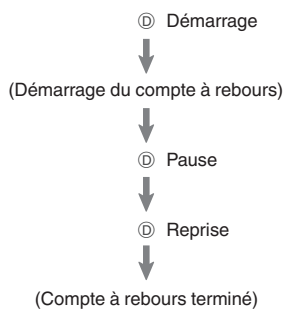 Ⓓ Démarrage
(Démarrage du compte à rebours)
Ⓓ Pause
Ⓓ Reprise
(Compte à rebours terminé)